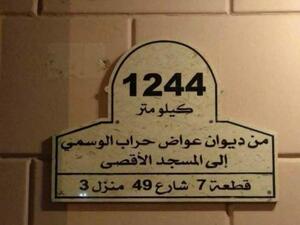 1244
كيلو متر
من ديوان عواض حراب الوسمي
إلى المسجد الأقصى
قطعة 7 شارع 49 منزل 3